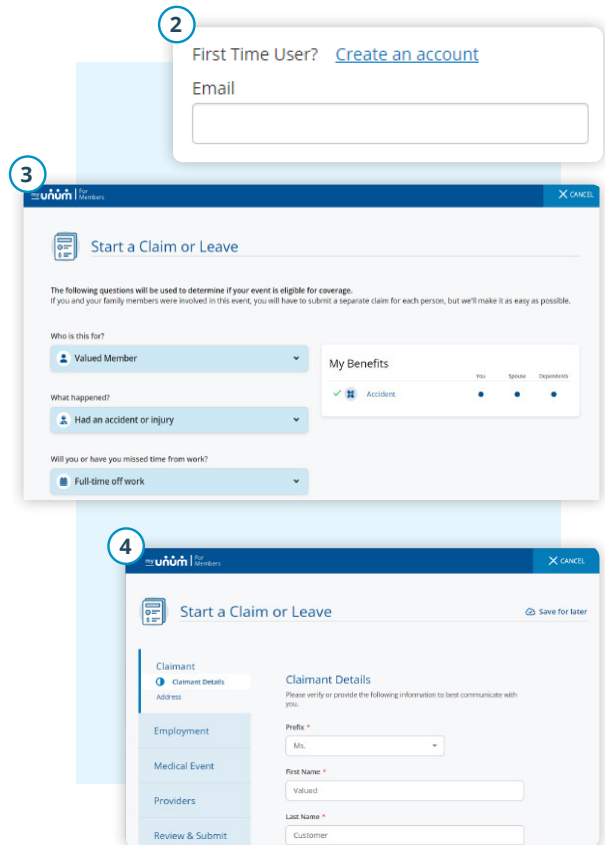 2
First Time User? Create an account
Email
3
my unum | For Members
CANCEL
Start a Claim or Leave
The following questions will be used to determine if your event is eligible for coverage.
If you and your family members were involved in this event, you will have to submit a separate claim for each person, but we'll make it as easy as possible.
Who is this for?
Valued Member
What happened?
Had an accident or injury
Will you or have you missed time from work?
Full-time off work
My Benefits
You Spouse Dependents
Accident
4
my unum | For Members
CANCEL
Start a Claim or Leave
Save for later
Claimant
Claimant Details
Address
Employment
Medical Event
Providers
Review & Submit
Claimant Details
Please verify or provide the following information to best communicate with
you.
Prefix *
Ms.
First Name *
Valued
Last Name *
Customer